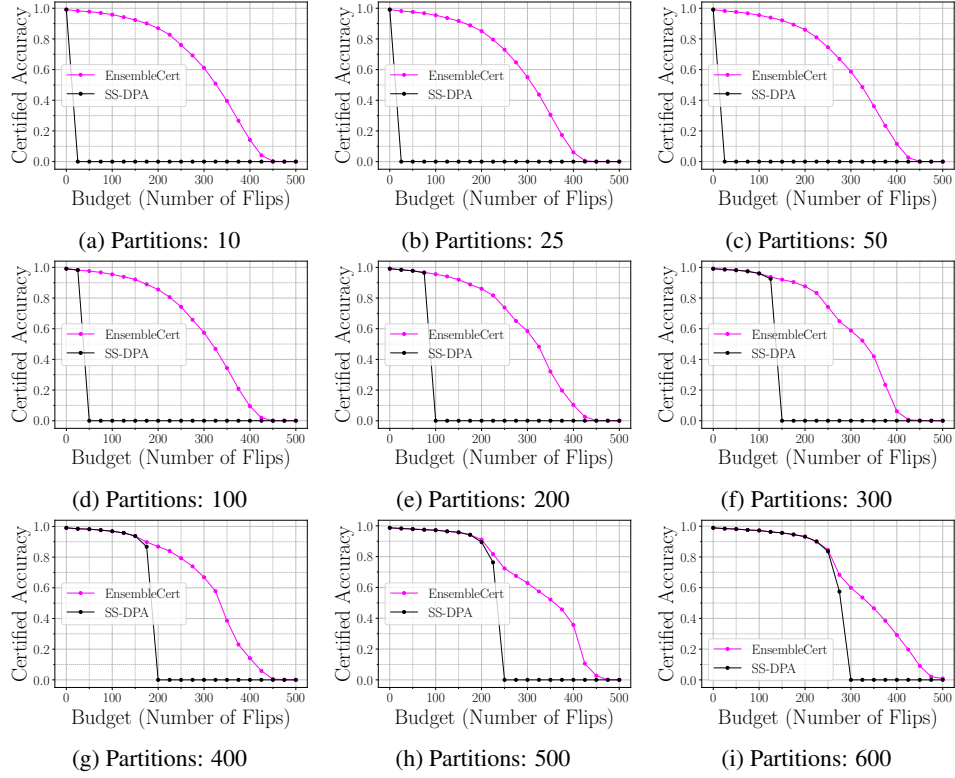 Certified Accuracy
1.0
0.8
0.6
0.4
0.2
0.0
EnsembleCert
SS-DPA
0 100 200 300 400 500
Budget (Number of Flips)
(a) Partitions: 10
Certified Accuracy
1.0
0.8
0.6
0.4
0.2
0.0
EnsembleCert
SS-DPA
0 100 200 300 400 500
Budget (Number of Flips)
(b) Partitions: 25
Certified Accuracy
1.0
0.8
0.6
0.4
0.2
0.0
EnsembleCert
SS-DPA
0 100 200 300 400 500
Budget (Number of Flips)
(c) Partitions: 50
Certified Accuracy
1.0
0.8
0.6
0.4
0.2
0.0
EnsembleCert
SS-DPA
0 100 200 300 400 500
Budget (Number of Flips)
(d) Partitions: 100
Certified Accuracy
1.0
0.8
0.6
0.4
0.2
0.0
EnsembleCert
SS-DPA
0 100 200 300 400 500
Budget (Number of Flips)
(e) Partitions: 200
Certified Accuracy
1.0
0.8
0.6
0.4
0.2
0.0
EnsembleCert
SS-DPA
0 100 200 300 400 500
Budget (Number of Flips)
(f) Partitions: 300
Certified Accuracy
1.0
0.8
0.6
0.4
0.2
0.0
EnsembleCert
SS-DPA
0 100 200 300 400 500
Budget (Number of Flips)
(g) Partitions: 400
Certified Accuracy
1.0
0.8
0.6
0.4
0.2
0.0
EnsembleCert
SS-DPA
0 100 200 300 400 500
Budget (Number of Flips)
(h) Partitions: 500
Certified Accuracy
1.0
0.8
0.6
0.4
0.2
0.0
EnsembleCert
SS-DPA
0 100 200 300 400 500
Budget (Number of Flips)
(i) Partitions: 600